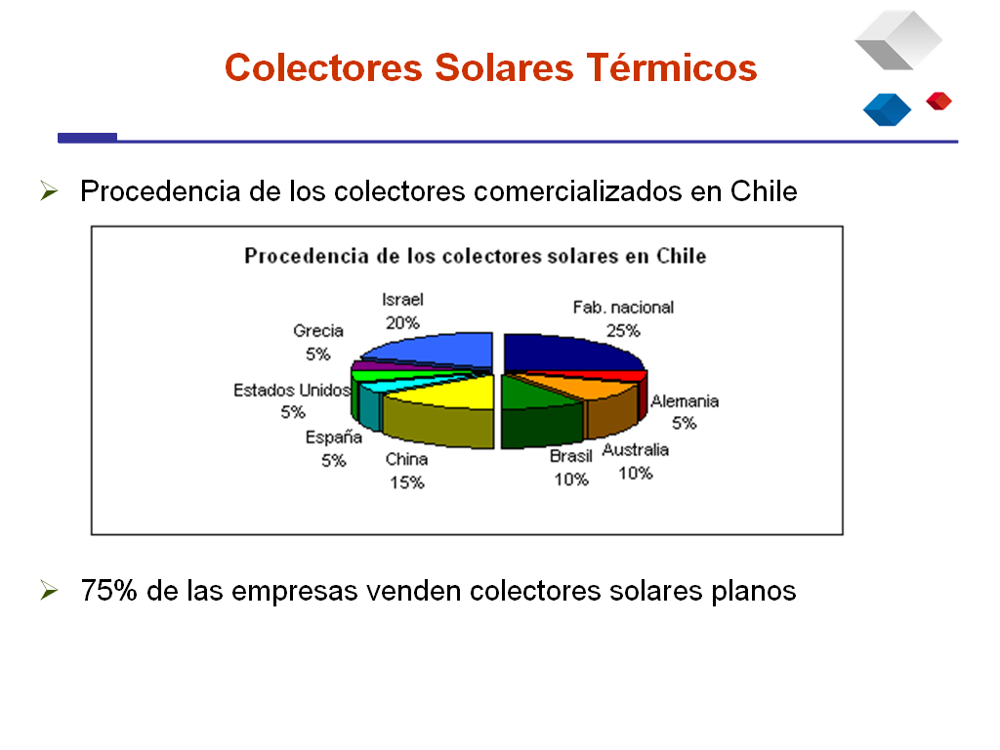 Colectores Solares Térmicos
Procedencia de los colectores comercializados en Chile
Procedencia de los colectores solares en Chile
Israel
20%
Fab. nacional
25%
Grecia
5%
Estados Unidos
5%
Alemania
5%
España
5%
China
15%
Brasil
10%
Australia
10%
75% de las empresas venden colectores solares planos